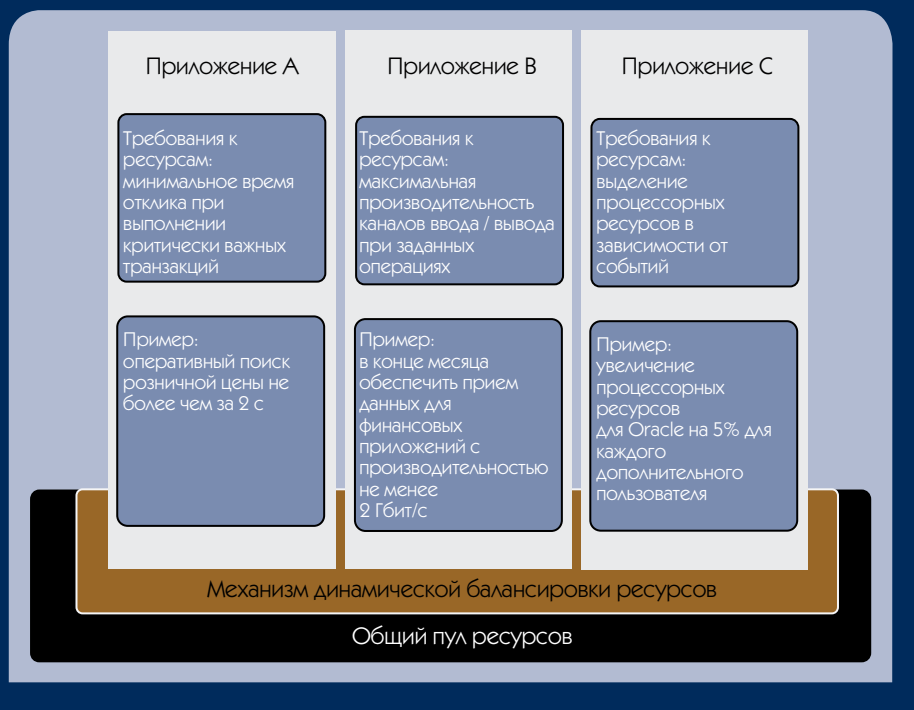 Приложение A
Требования к
ресурсам:
минимальное время
отклика при
выполнении
критически важных
транзакций
Пример:
оперативный поиск
розничной цены не
более чем за 2 с
Приложение B
Требования к
ресурсам:
максимальная
производительность
каналов ввода / вывода
при заданных
операциях
Пример:
в конце месяца
обеспечить прием
данных для
финансовых
приложений с
производительностью
не менее
2 Гбит/с
Приложение C
Требования к
ресурсам:
выделение
процессорных
ресурсов в
зависимости от
событий
Пример:
увеличение
процессорных
ресурсов
для Oracle на 5% для
каждого
дополнительного
пользователя
Механизм динамической балансировки ресурсов
Общий пул ресурсов